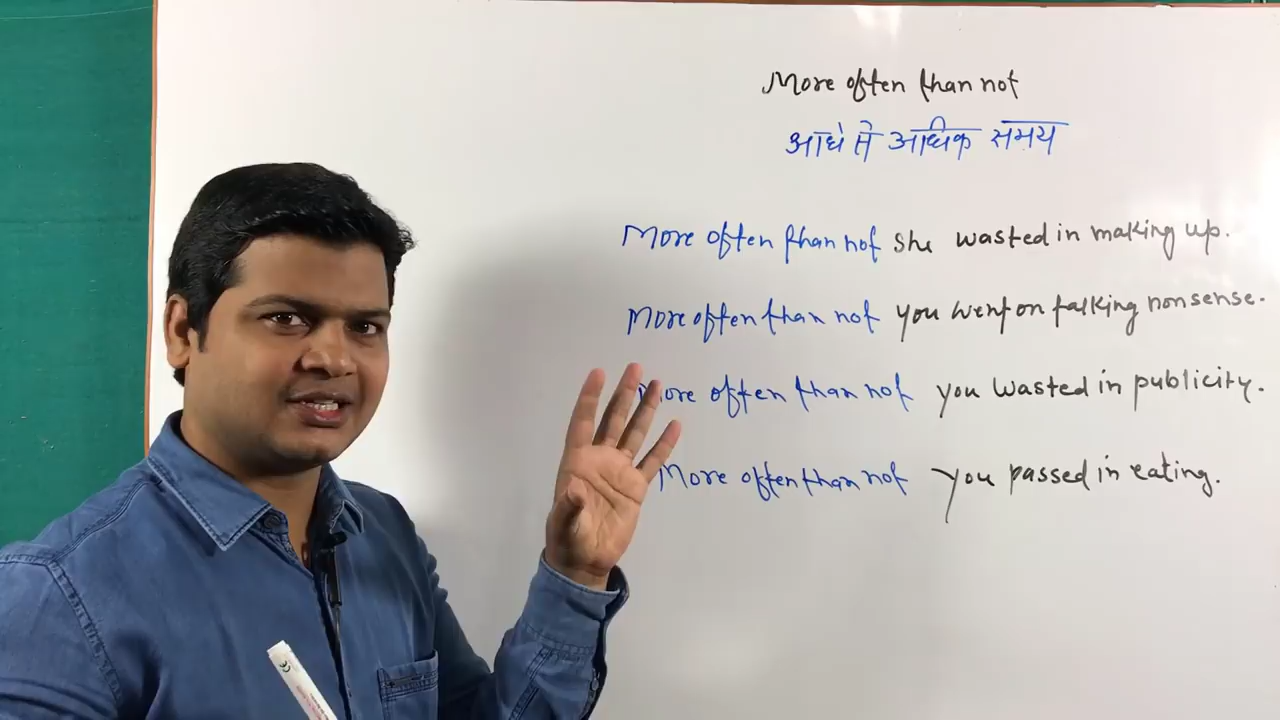 More often than not
आधे से अधिक समय
More often than not she wasted in making up.
More often than not you went on talking nonsense.
More often than not you wasted in publicity.
More often than not you passed in eating.